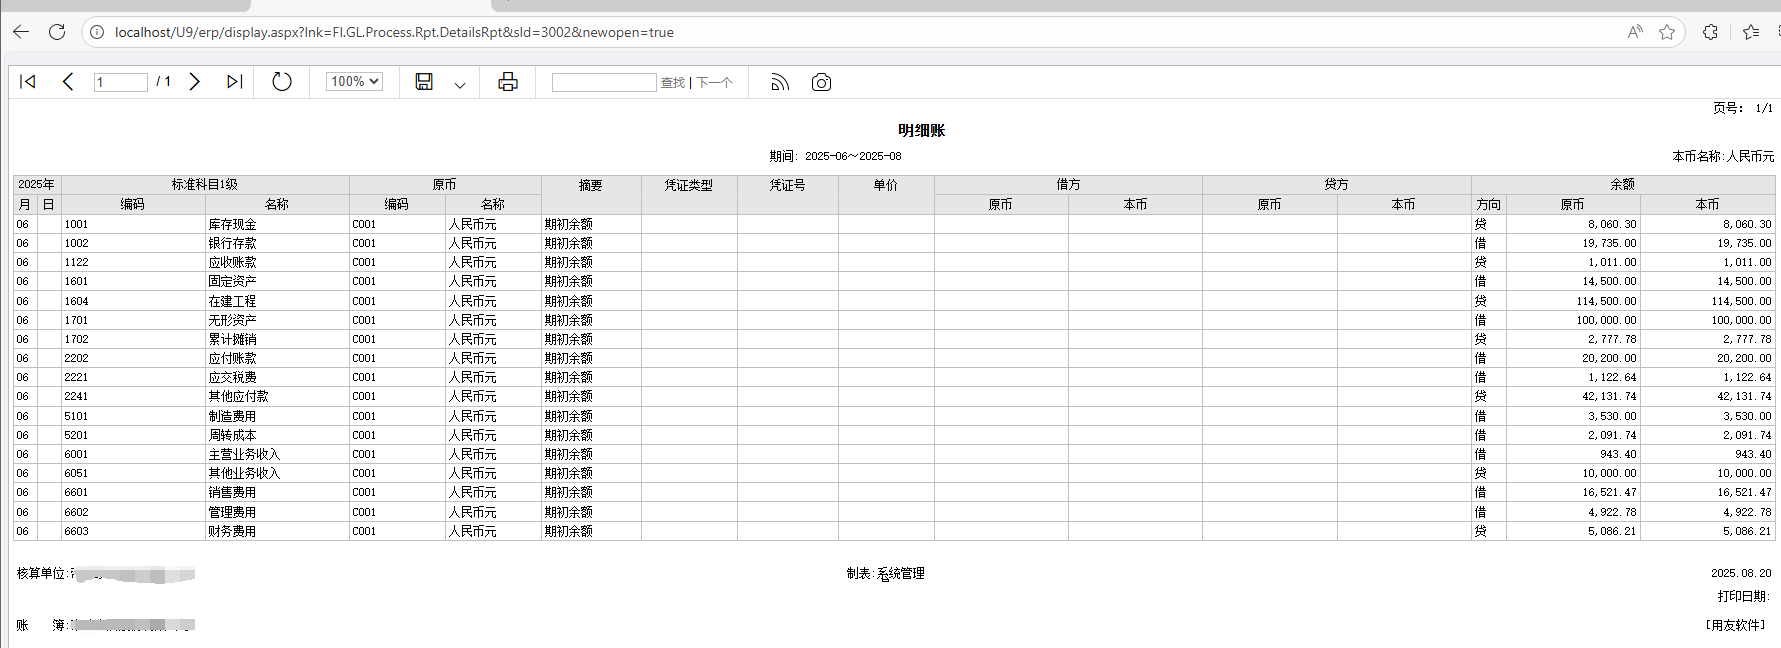 localhost/U9/erp/display.aspx?lnk=FI.GL.Process.Rpt.DetailsRpt&sId=3002&newopen=true
1 / 1 100% 查找 | 下一个
页号： 1/1
明细账
期间: 2025-06～2025-08
本币名称:人民币元
2025年 标准科目1级 原币 摘要 凭证类型 凭证号 单价 借方 贷方 余额
月 日 编码 名称 编码 名称 原币 本币 原币 本币 方向 原币 本币
06 1001 库存现金 C001 人民币元 期初余额 贷 8,060.30 8,060.30
06 1002 银行存款 C001 人民币元 期初余额 借 19,735.00 19,735.00
06 1122 应收账款 C001 人民币元 期初余额 贷 1,011.00 1,011.00
06 1601 固定资产 C001 人民币元 期初余额 借 14,500.00 14,500.00
06 1604 在建工程 C001 人民币元 期初余额 贷 114,500.00 114,500.00
06 1701 无形资产 C001 人民币元 期初余额 借 100,000.00 100,000.00
06 1702 累计摊销 C001 人民币元 期初余额 贷 2,777.78 2,777.78
06 2202 应付账款 C001 人民币元 期初余额 借 20,200.00 20,200.00
06 2221 应交税费 C001 人民币元 期初余额 借 1,122.64 1,122.64
06 2241 其他应付款 C001 人民币元 期初余额 贷 42,131.74 42,131.74
06 5101 制造费用 C001 人民币元 期初余额 借 3,530.00 3,530.00
06 5201 周转成本 C001 人民币元 期初余额 借 2,091.74 2,091.74
06 6001 主营业务收入 C001 人民币元 期初余额 借 943.40 943.40
06 6051 其他业务收入 C001 人民币元 期初余额 贷 10,000.00 10,000.00
06 6601 销售费用 C001 人民币元 期初余额 借 16,521.47 16,521.47
06 6602 管理费用 C001 人民币元 期初余额 借 4,922.78 4,922.78
06 6603 财务费用 C001 人民币元 期初余额 贷 5,086.21 5,086.21
核算单位: 制表:系统管理 2025.08.20
打印日期:
账 簿: [用友软件]